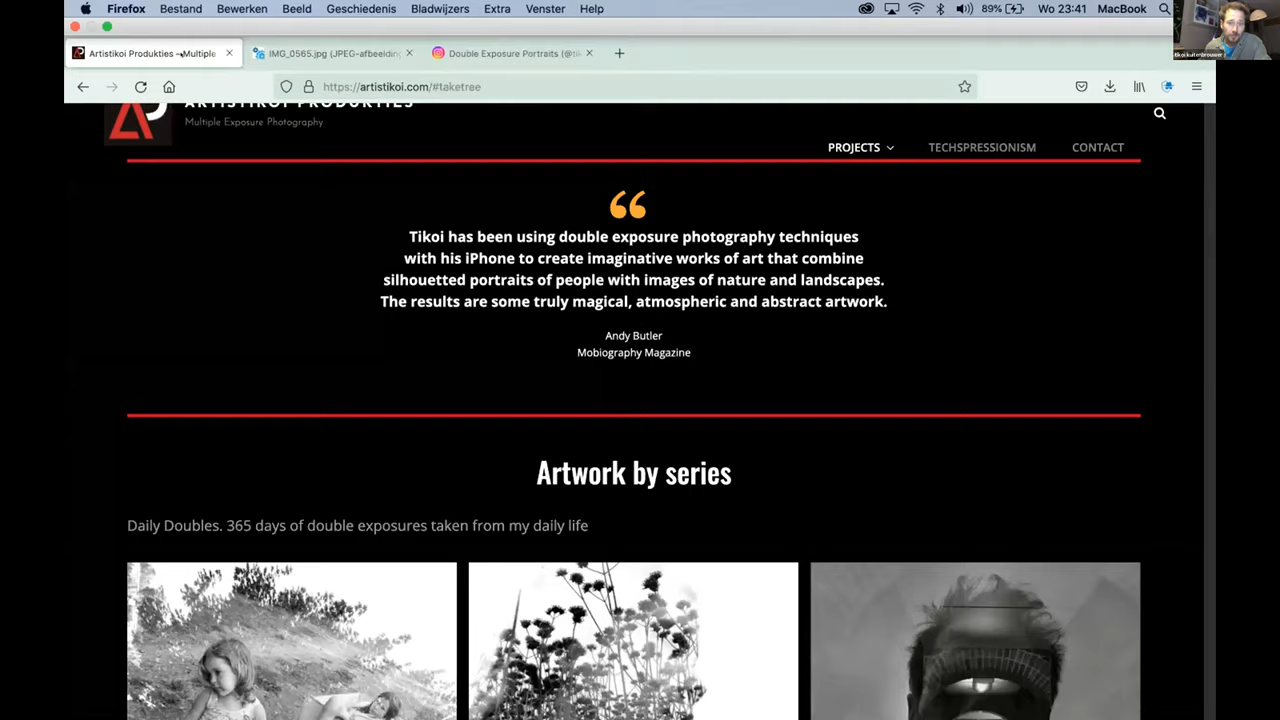 Firefox Bestand Bewerken Beeld Geschiedenis Bladwijzers Extra Venster Help 89% Wo 23:41 MacBook
Artistikoi Produkties – Multiple
IMG_0565.jpg (JPEG-afbeelding
Double Exposure Portraits (@ti
https://artistikoi.com/#taketree
ARTISTIKOI PRODUKTIES
Multiple Exposure Photography
PROJECTS TECHSPRESSIONISM CONTACT
“
Tikoi has been using double exposure photography techniques
with his iPhone to create imaginative works of art that combine
silhouetted portraits of people with images of nature and landscapes.
The results are some truly magical, atmospheric and abstract artwork.
Andy Butler
Mobiography Magazine
Artwork by series
Daily Doubles. 365 days of double exposures taken from my daily life